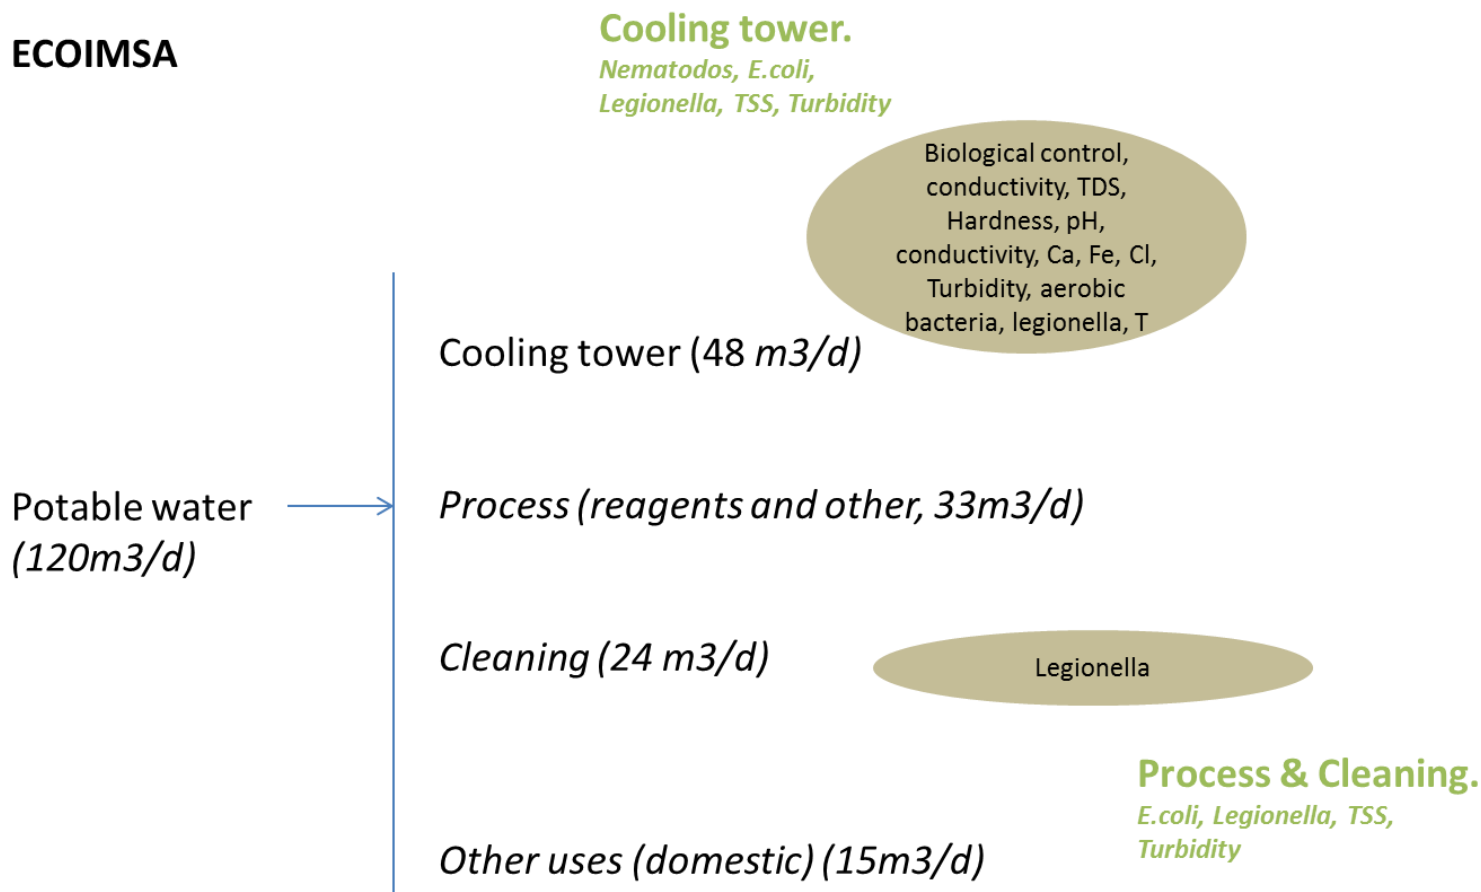 ECOIMSA
Cooling tower.
Nematodos, E.coli,
Legionella, TSS, Turbidity
Biological control,
conductivity, TDS,
Hardness, pH,
conductivity, Ca, Fe, Cl,
Turbidity, aerobic
bacteria, legionella, T
Cooling tower (48 m3/d)
Potable water
(120m3/d)
Process (reagents and other, 33m3/d)
Cleaning (24 m3/d)
Legionella
Process & Cleaning.
E.coli, Legionella, TSS,
Turbidity
Other uses (domestic) (15m3/d)